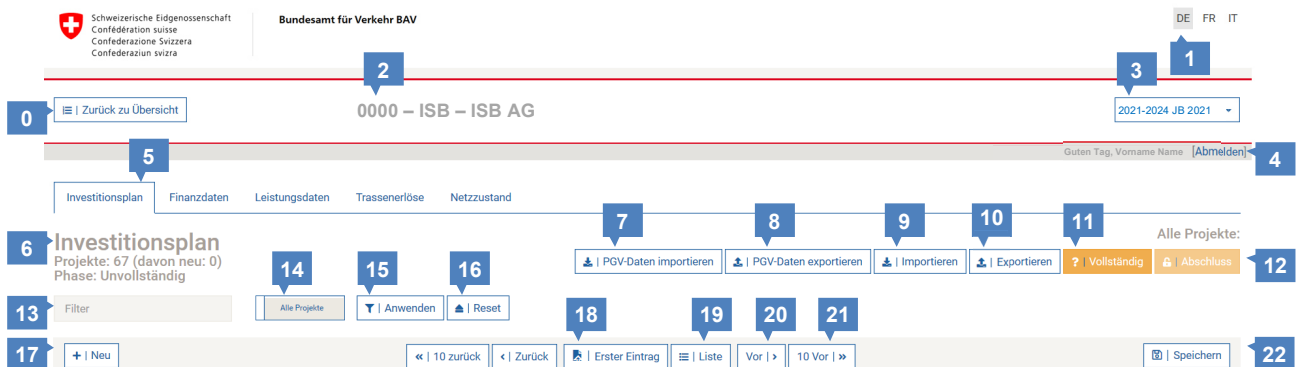 Schweizerische Eidgenossenschaft
Confédération suisse
Confederazione Svizzera
Confederaziun svizra
Bundesamt für Verkehr BAV
DE FR IT
1
2
3
0
| Zurück zu Übersicht
0000 – ISB – ISB AG
2021-2024 JB 2021
Guten Tag, Vorname Name [Abmelden]
4
5
Investitionsplan Finanzdaten Leistungsdaten Trassenerlöse Netzzustand
7
8
9
10
11
6
Investitionsplan
Projekte: 67 (davon neu: 0)
Phase: Unvollständig
Alle Projekte:
| PGV-Daten importieren
| PGV-Daten exportieren
| Importieren
| Exportieren
? | Vollständig
| Abschluss
12
14
15
16
13
Filter
Alle Projekte
| Anwenden
| Reset
18
19
20
21
17
+ | Neu
« | 10 zurück
‹ | Zurück
| Erster Eintrag
| Liste
Vor | ›
10 Vor | »
| Speichern
22